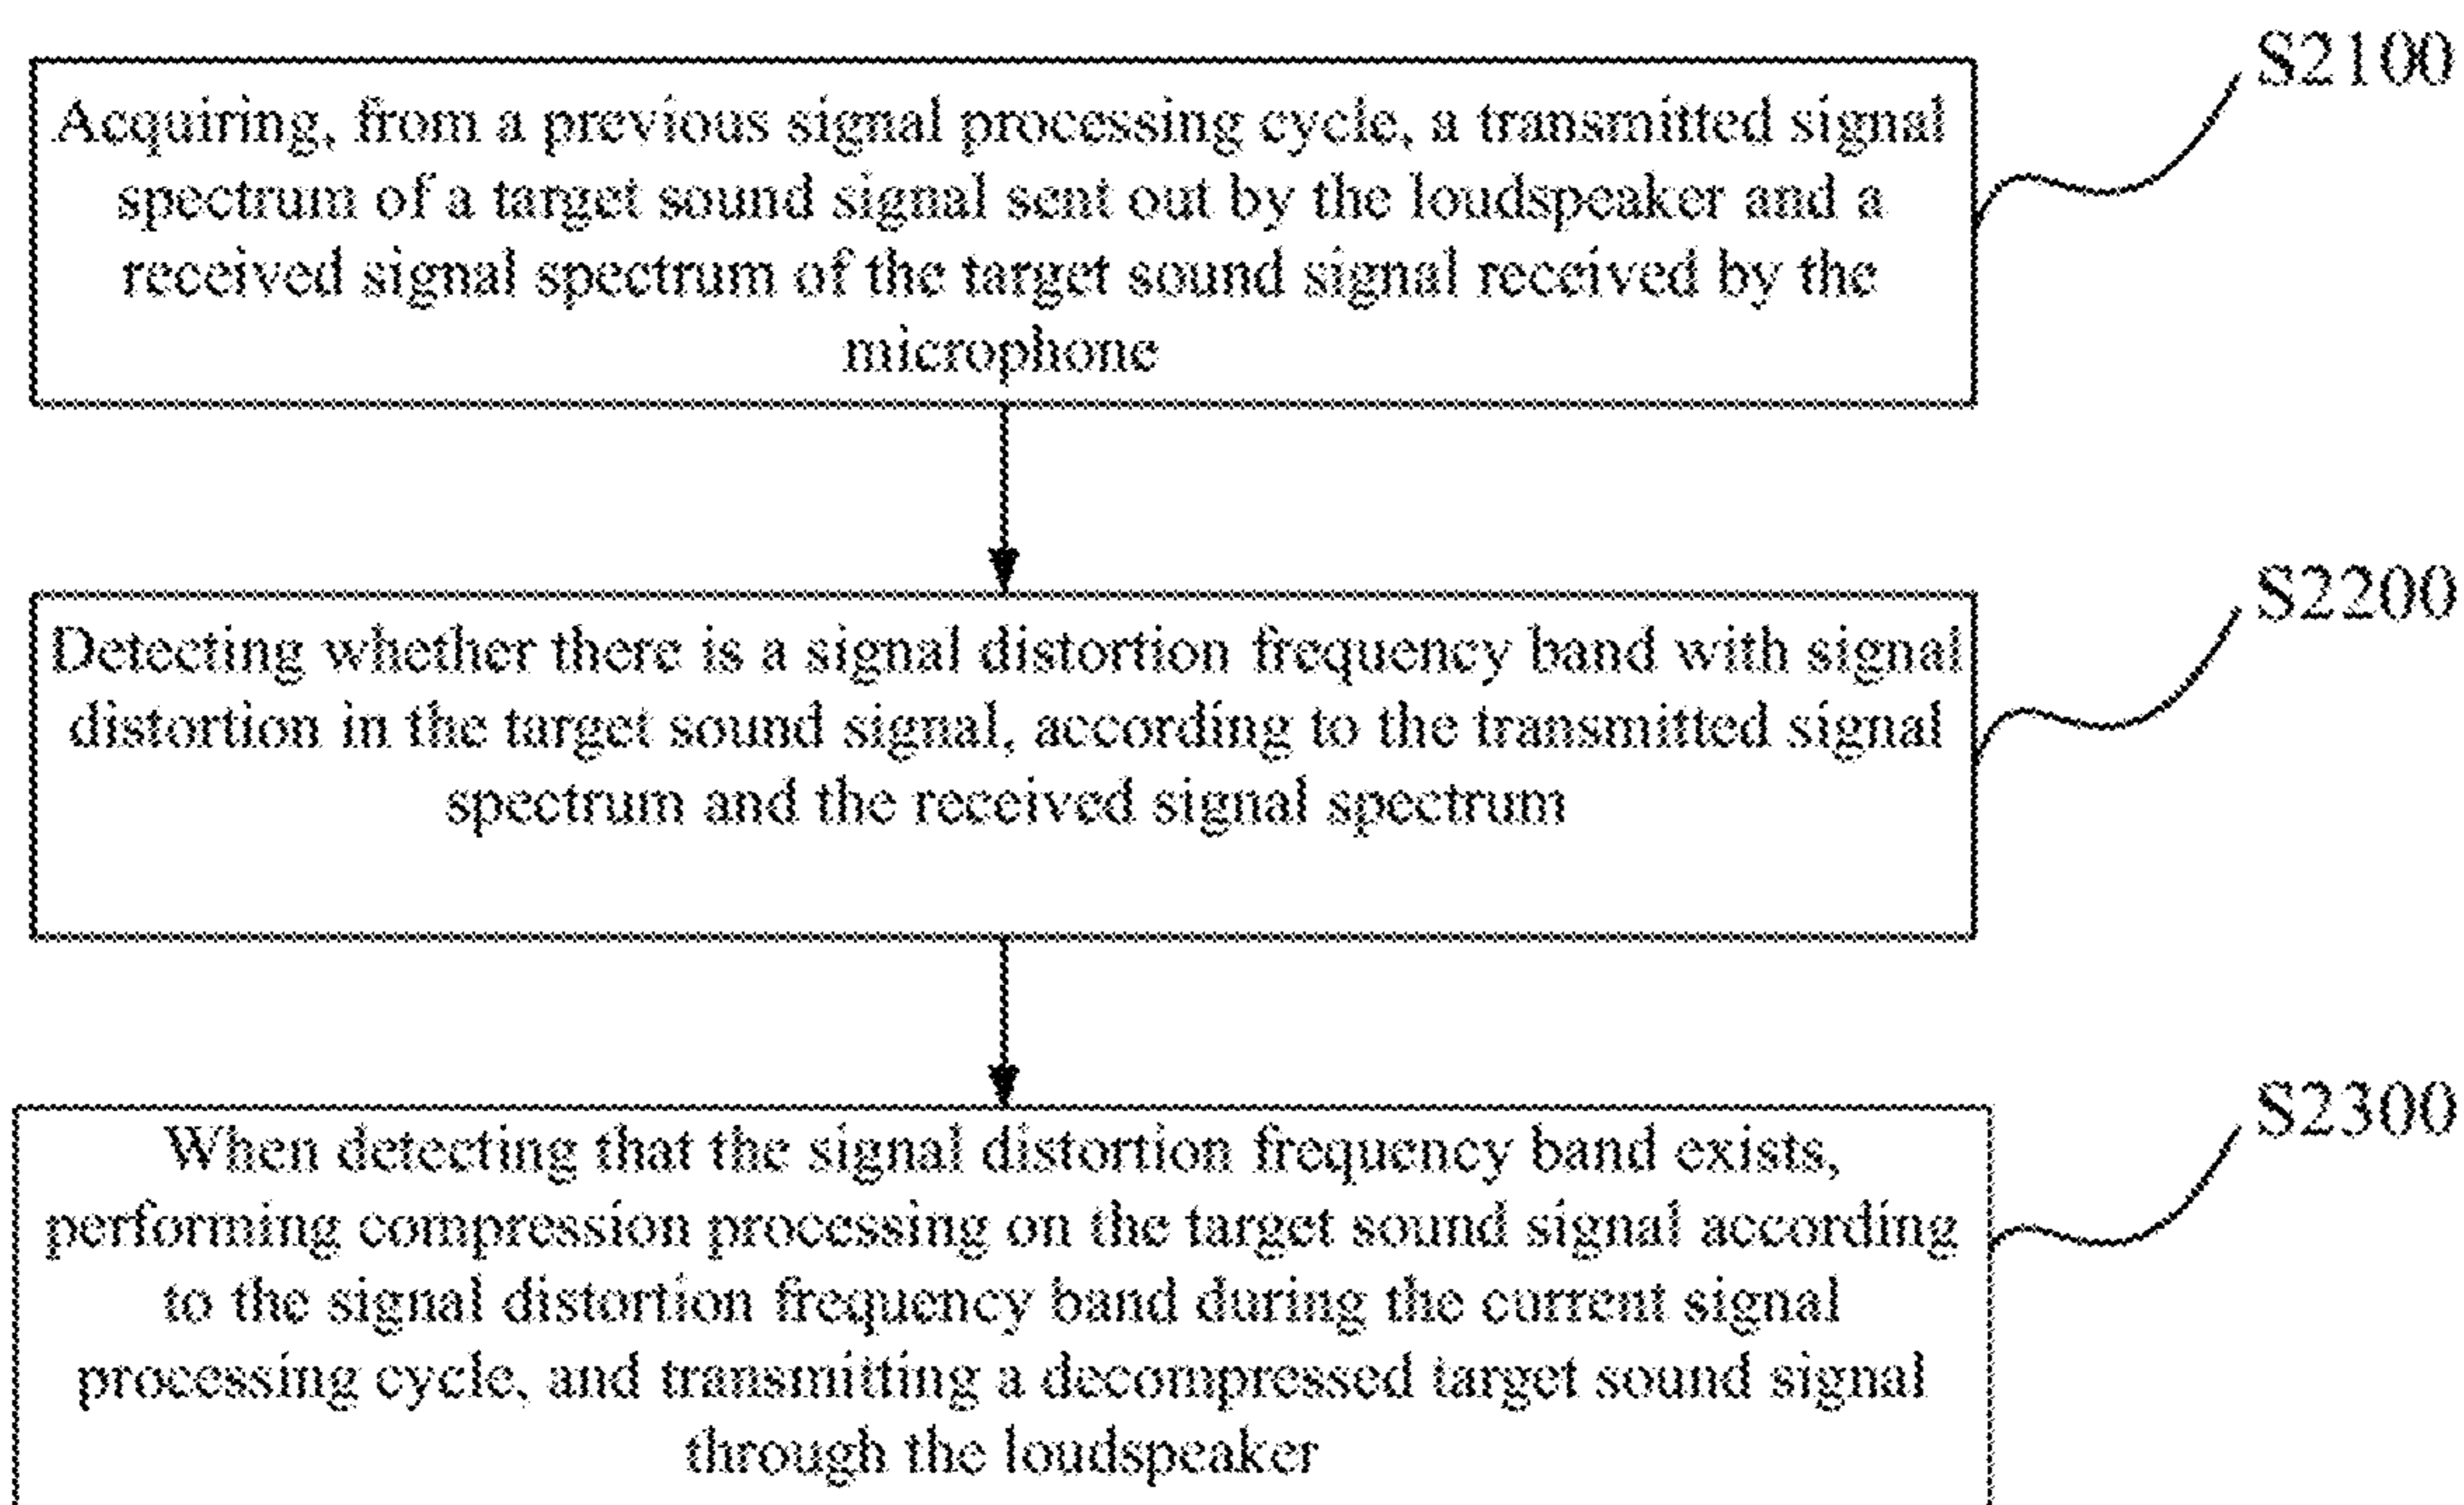 S2100
Acquiring, from a previous signal processing cycle, a transmitted signal
spectrum of a target sound signal sent out by the loudspeaker and a
received signal spectrum of the target sound signal received by the
microphone
S2200
Detecting whether there is a signal distortion frequency band with signal
distortion in the target sound signal, according to the transmitted signal
spectrum and the received signal spectrum
S2300
When detecting that the signal distortion frequency band exists,
performing compression processing on the target sound signal according
to the signal distortion frequency band during the current signal
processing cycle, and transmitting a decompressed target sound signal
through the loudspeaker